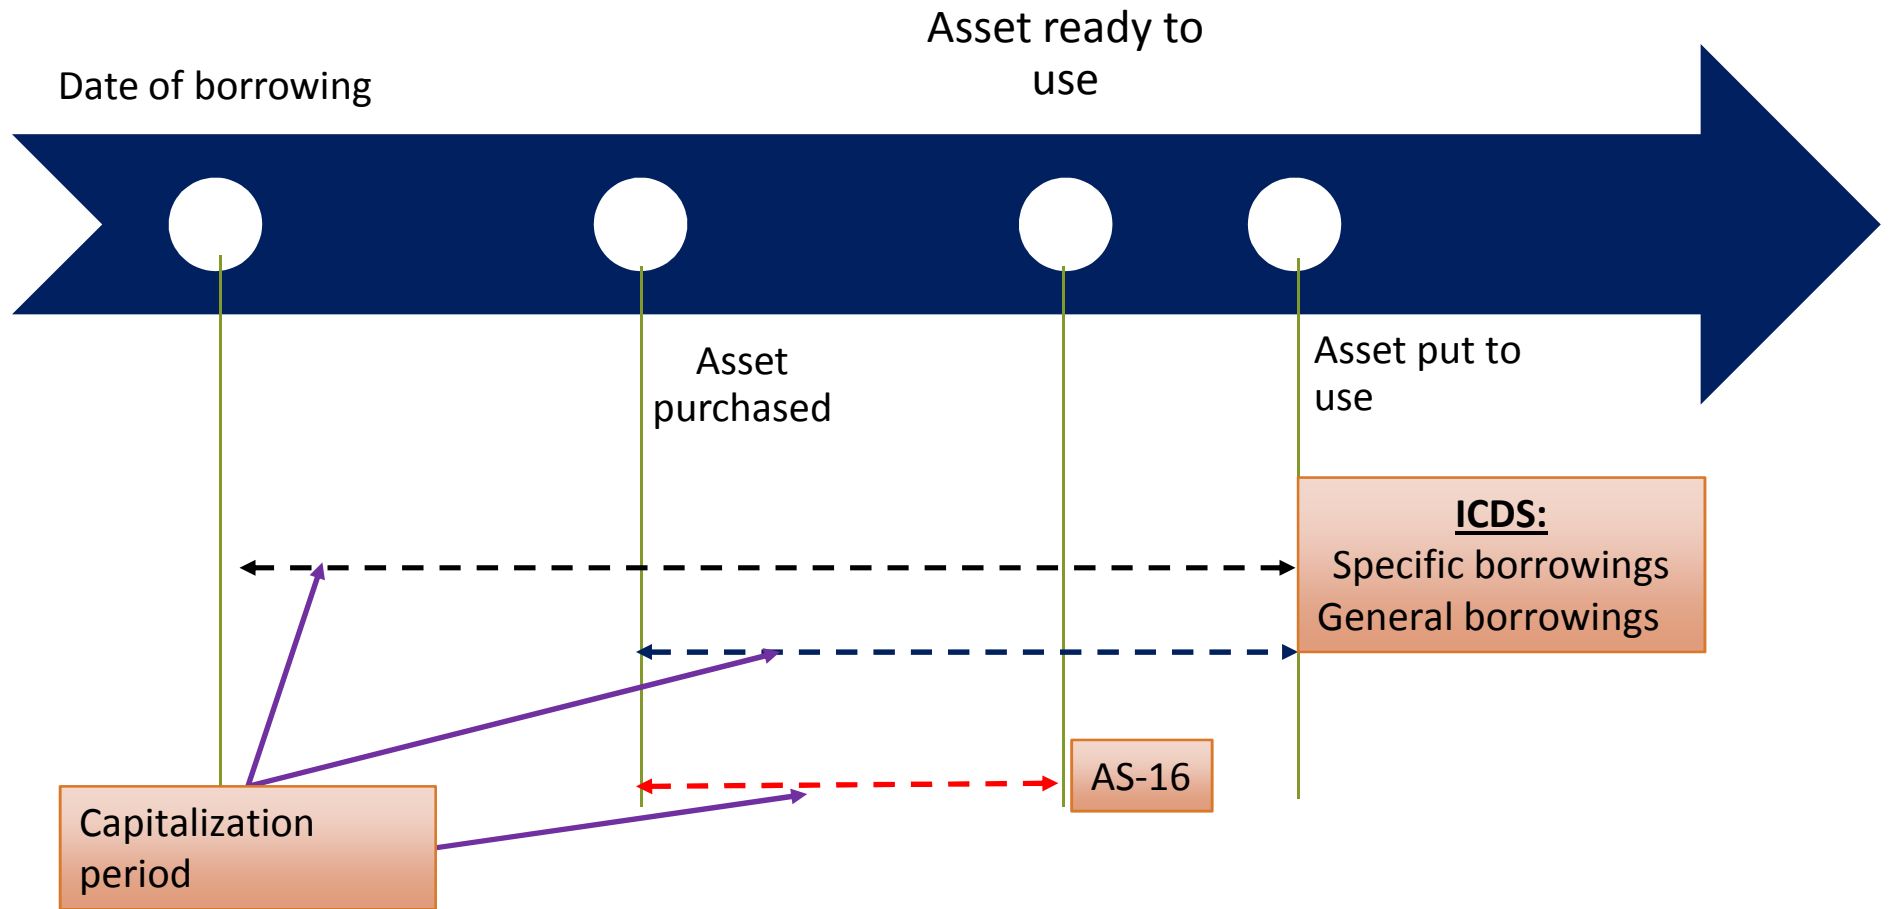 Asset ready to
use
Date of borrowing
Asset
purchased
Asset put to
use
ICDS:
Specific borrowings
General borrowings
AS-16
Capitalization
period